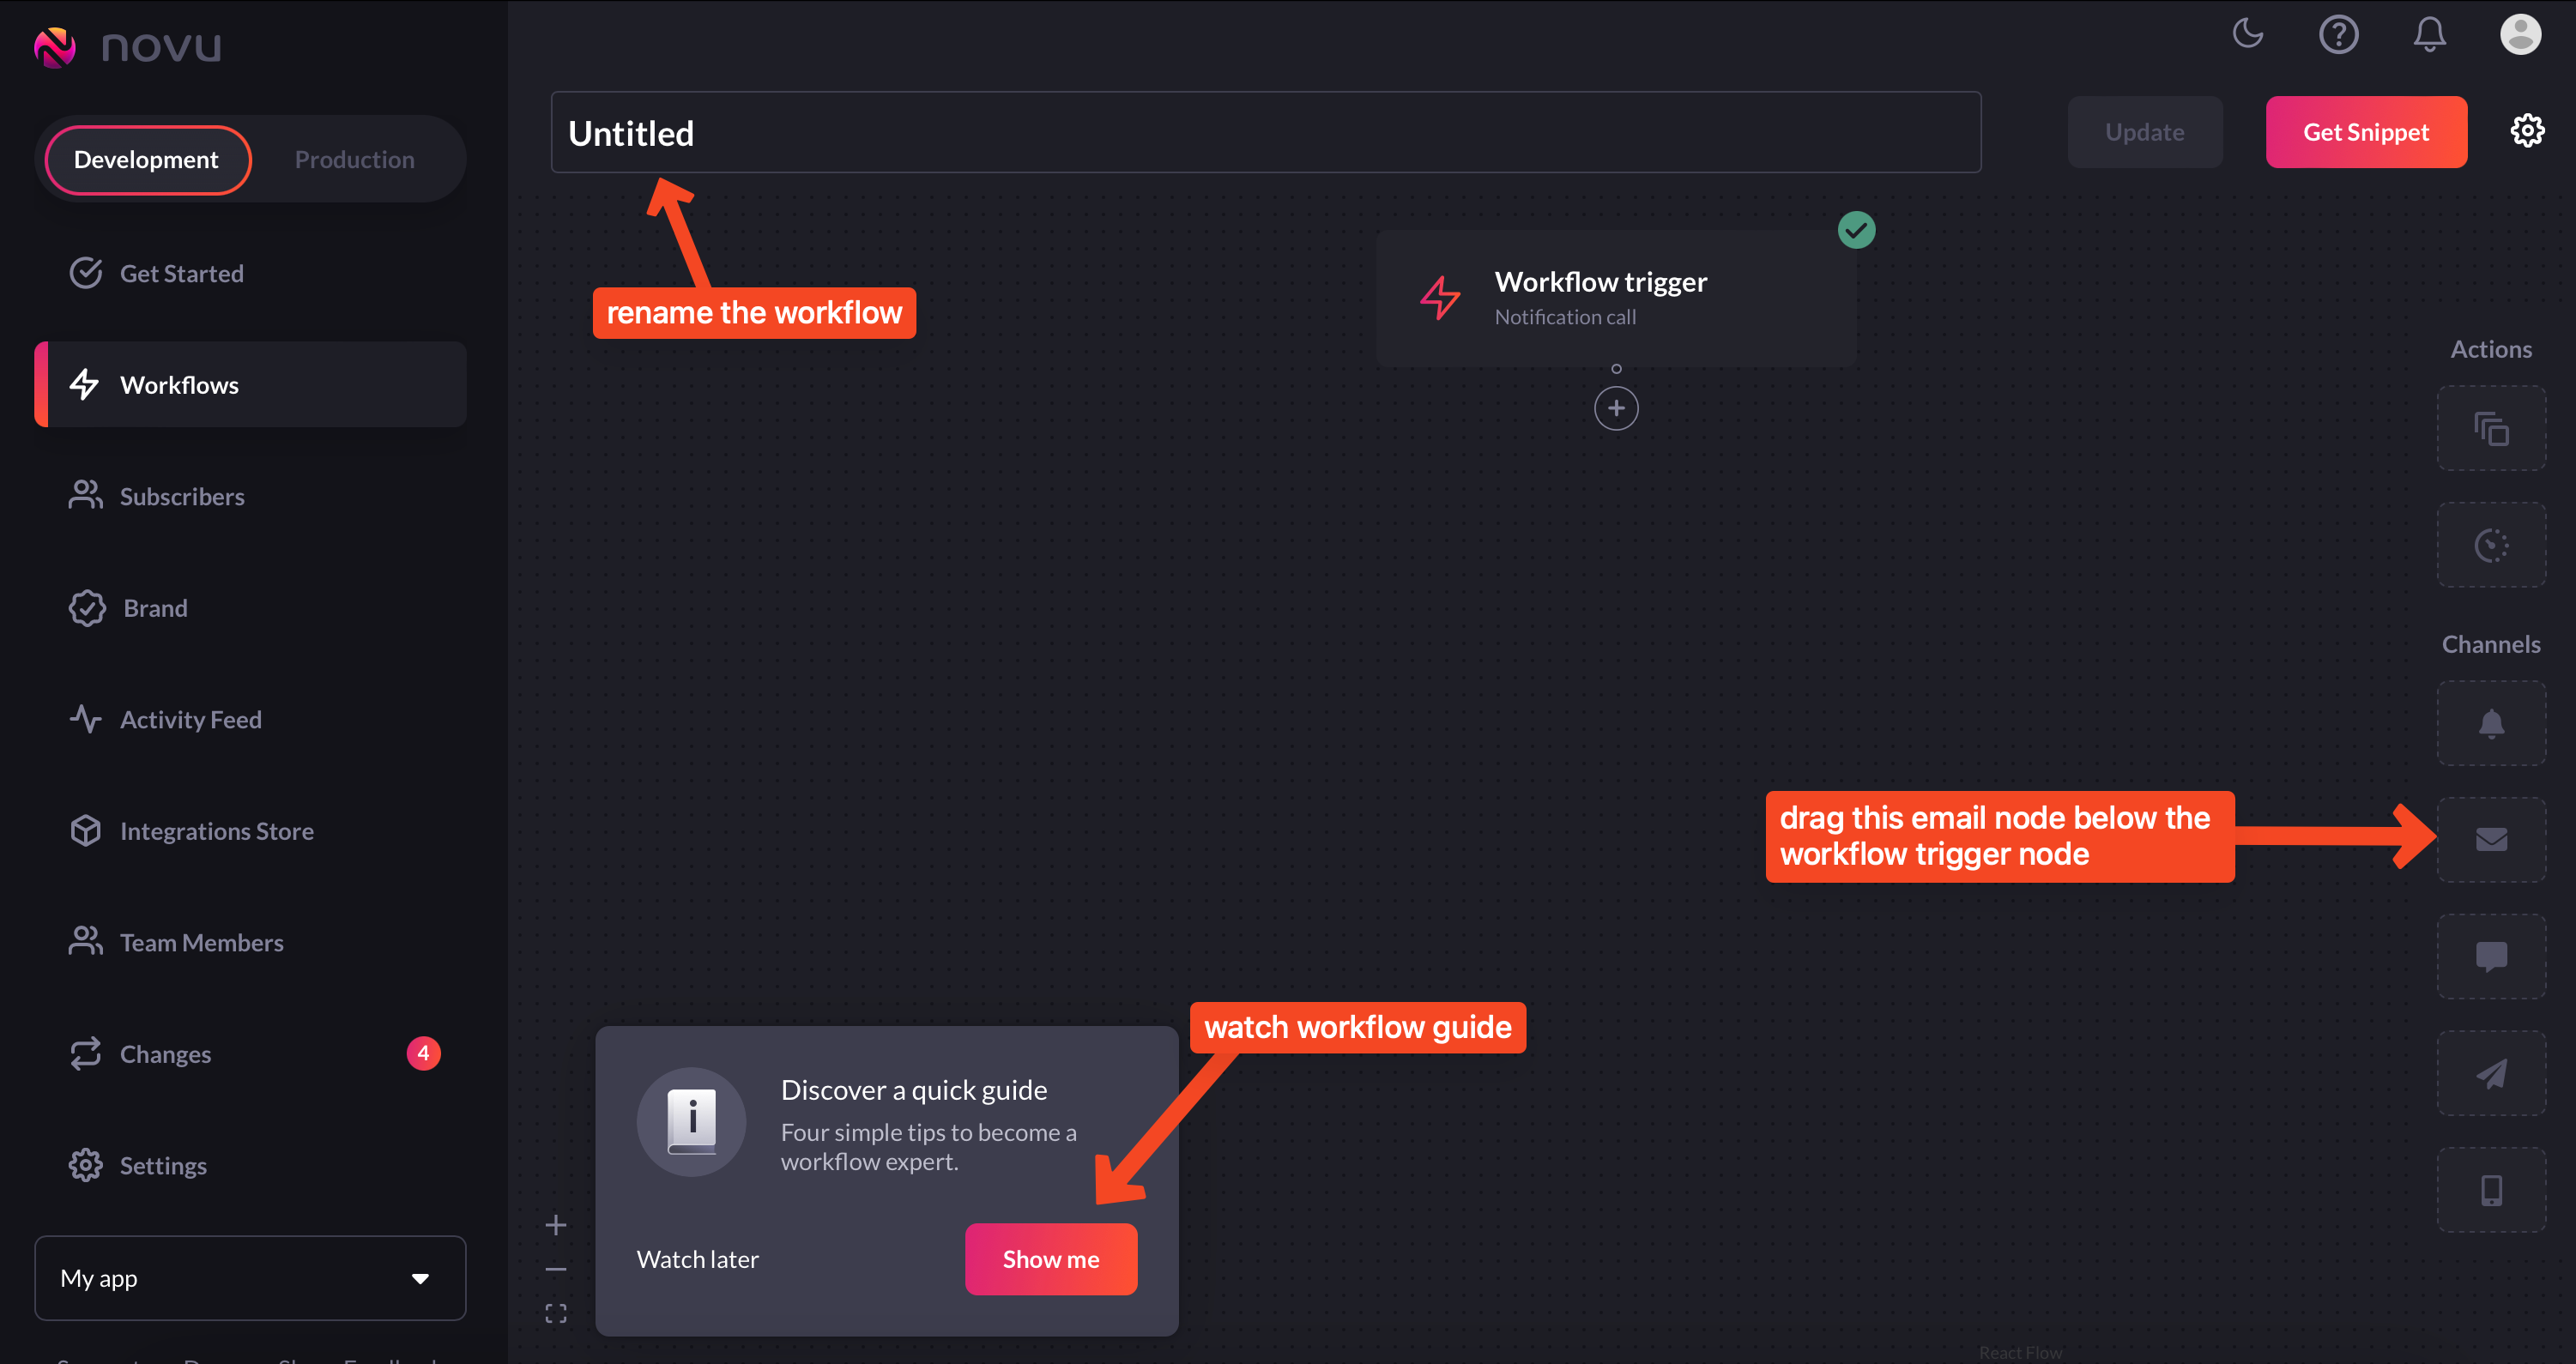 novu
Development
Production
Get Started
Workflows
Subscribers
Brand
Activity Feed
Integrations Store
Team Members
Changes
4
Settings
My app
Untitled
Update
Get Snippet
rename the workflow
Workflow trigger
Notification call
Actions
Channels
drag this email node below the
workflow trigger node
watch workflow guide
Discover a quick guide
Four simple tips to become a
workflow expert.
Watch later
Show me
React Flow